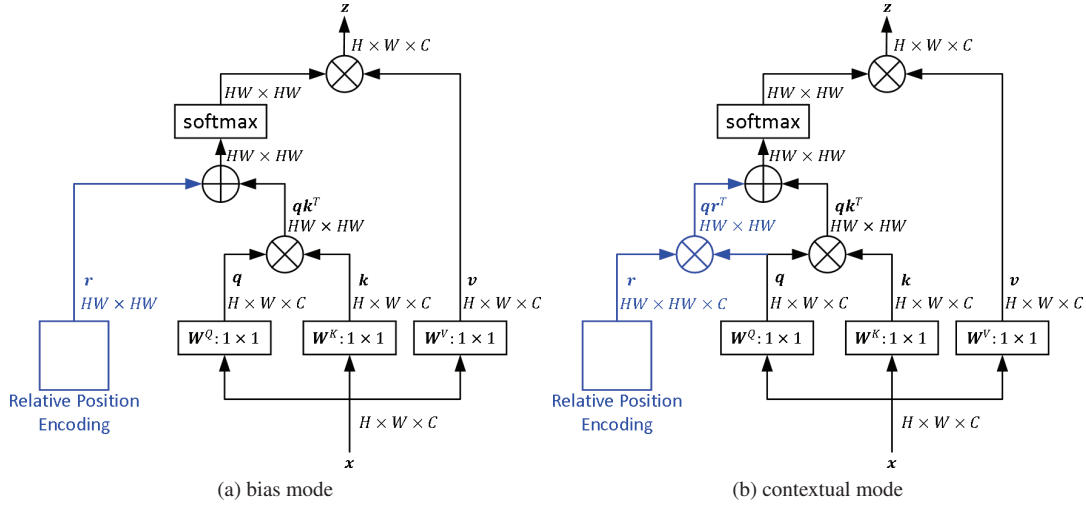 z
H × W × C
HW × HW
softmax
HW × HW
qk^T
HW × HW
r
HW × HW
q
H × W × C
k
H × W × C
v
H × W × C
W^Q: 1 × 1
W^K: 1 × 1
W^V: 1 × 1
Relative Position
Encoding
H × W × C
x
(a) bias mode
z
H × W × C
HW × HW
softmax
HW × HW
qr^T
HW × HW
qk^T
HW × HW
r
HW × HW × C
q
H × W × C
k
H × W × C
v
H × W × C
W^Q: 1 × 1
W^K: 1 × 1
W^V: 1 × 1
Relative Position
Encoding
H × W × C
x
(b) contextual mode